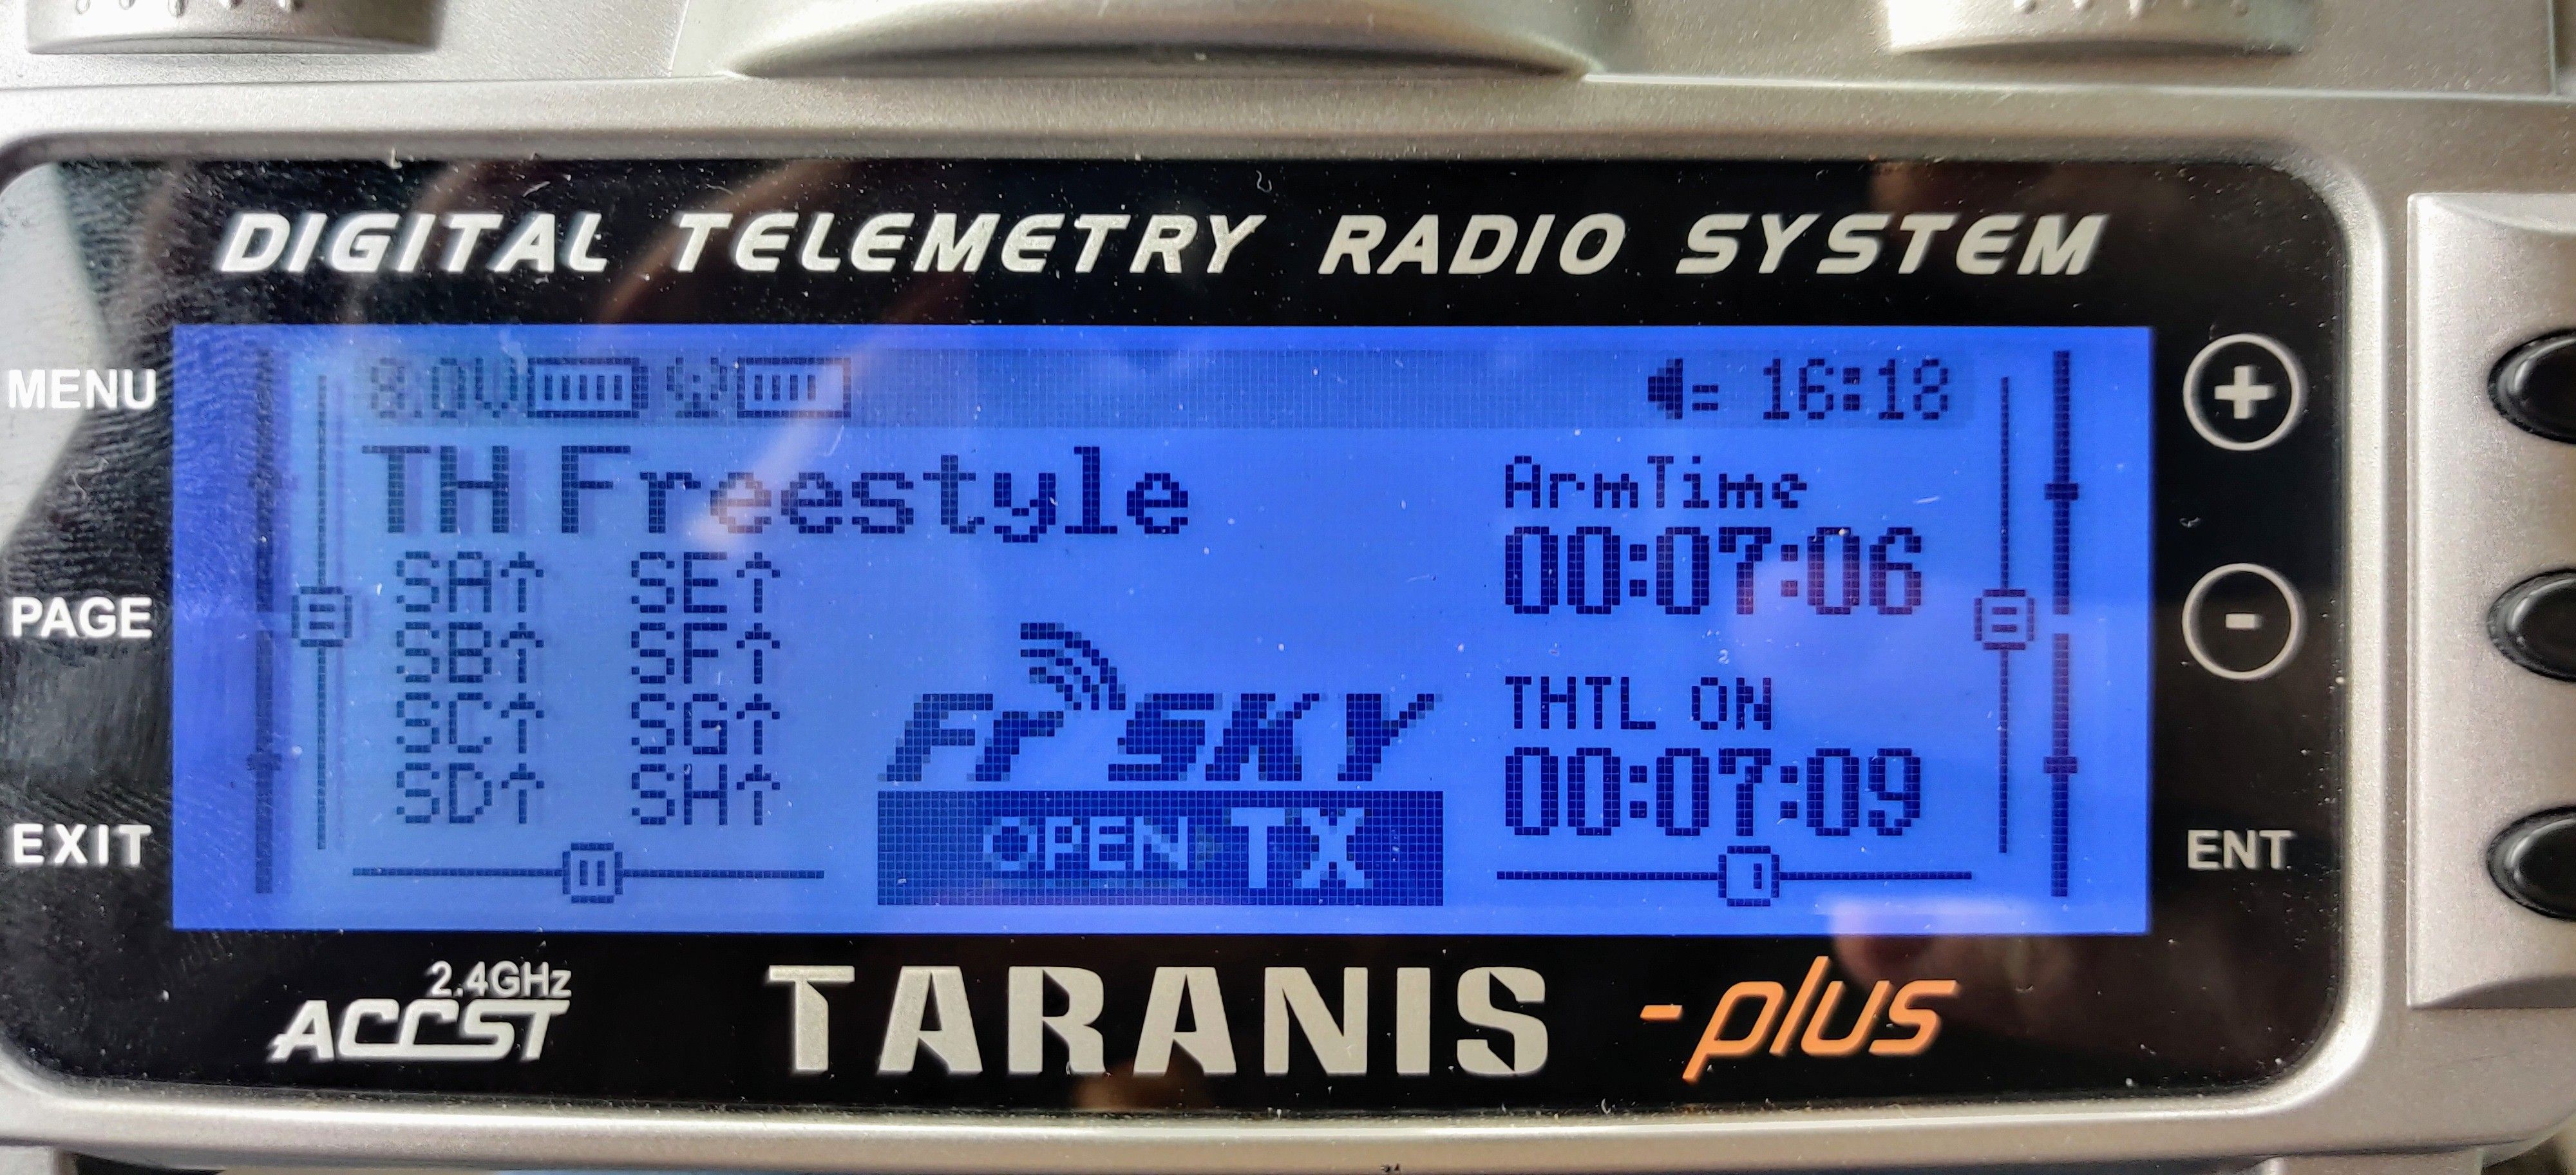 DIGITAL TELEMETRY RADIO SYSTEM
MENU
PAGE
EXIT
8.0V
16:18
TH Freestyle
SA↑ SE↑
SB↑ SF↑
SC↑ SG↑
SD↑ SH↑
FrSKY
OPEN TX
ArmTime
00:07:06
THTL ON
00:07:09
+
-
ENT
2.4GHz
ACCST
TARANIS -plus